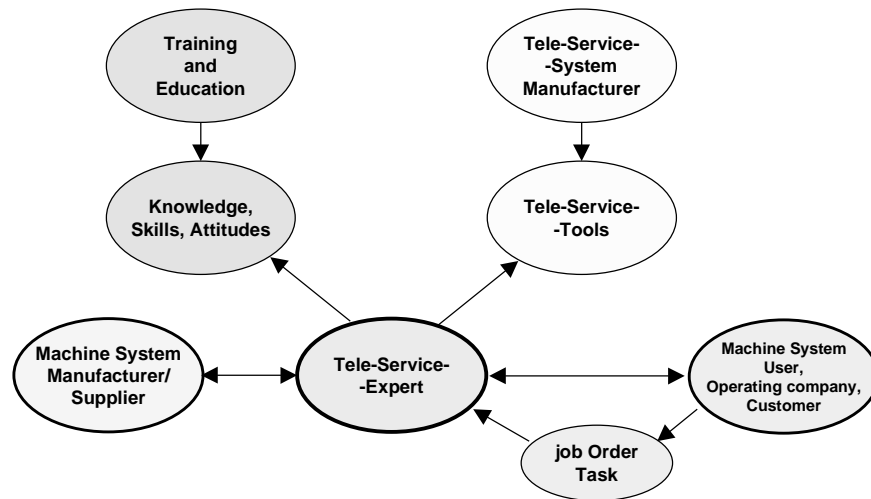 Training
and
Education
Tele-Service-
-System
Manufacturer
Knowledge,
Skills, Attitudes
Tele-Service-
-Tools
Machine System
Manufacturer/
Supplier
Tele-Service-
-Expert
Machine System
User,
Operating company,
Customer
job Order
Task